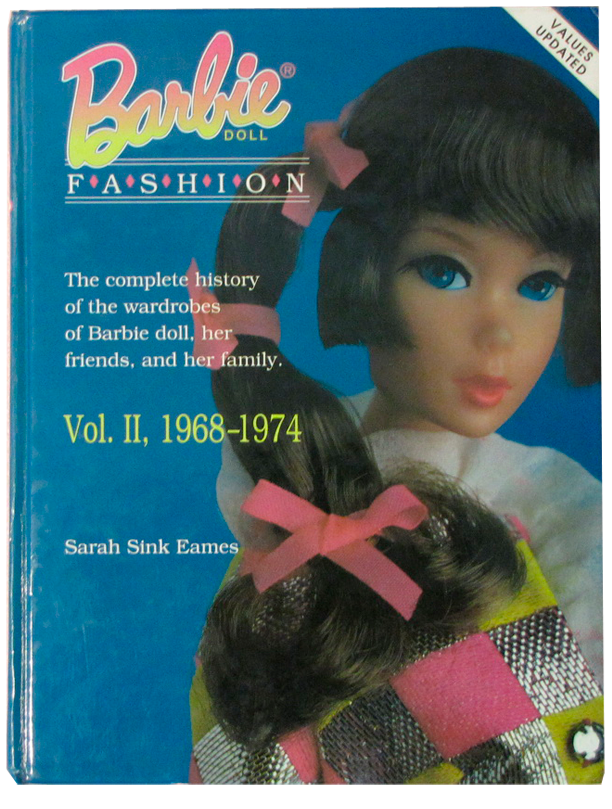 Barbie®
DOLL
F♦A♦S♦H♦I♦O♦N
VALUES
UPDATED
The complete history
of the wardrobes
of Barbie doll, her
friends, and her family.
Vol. II, 1968–1974
Sarah Sink Eames